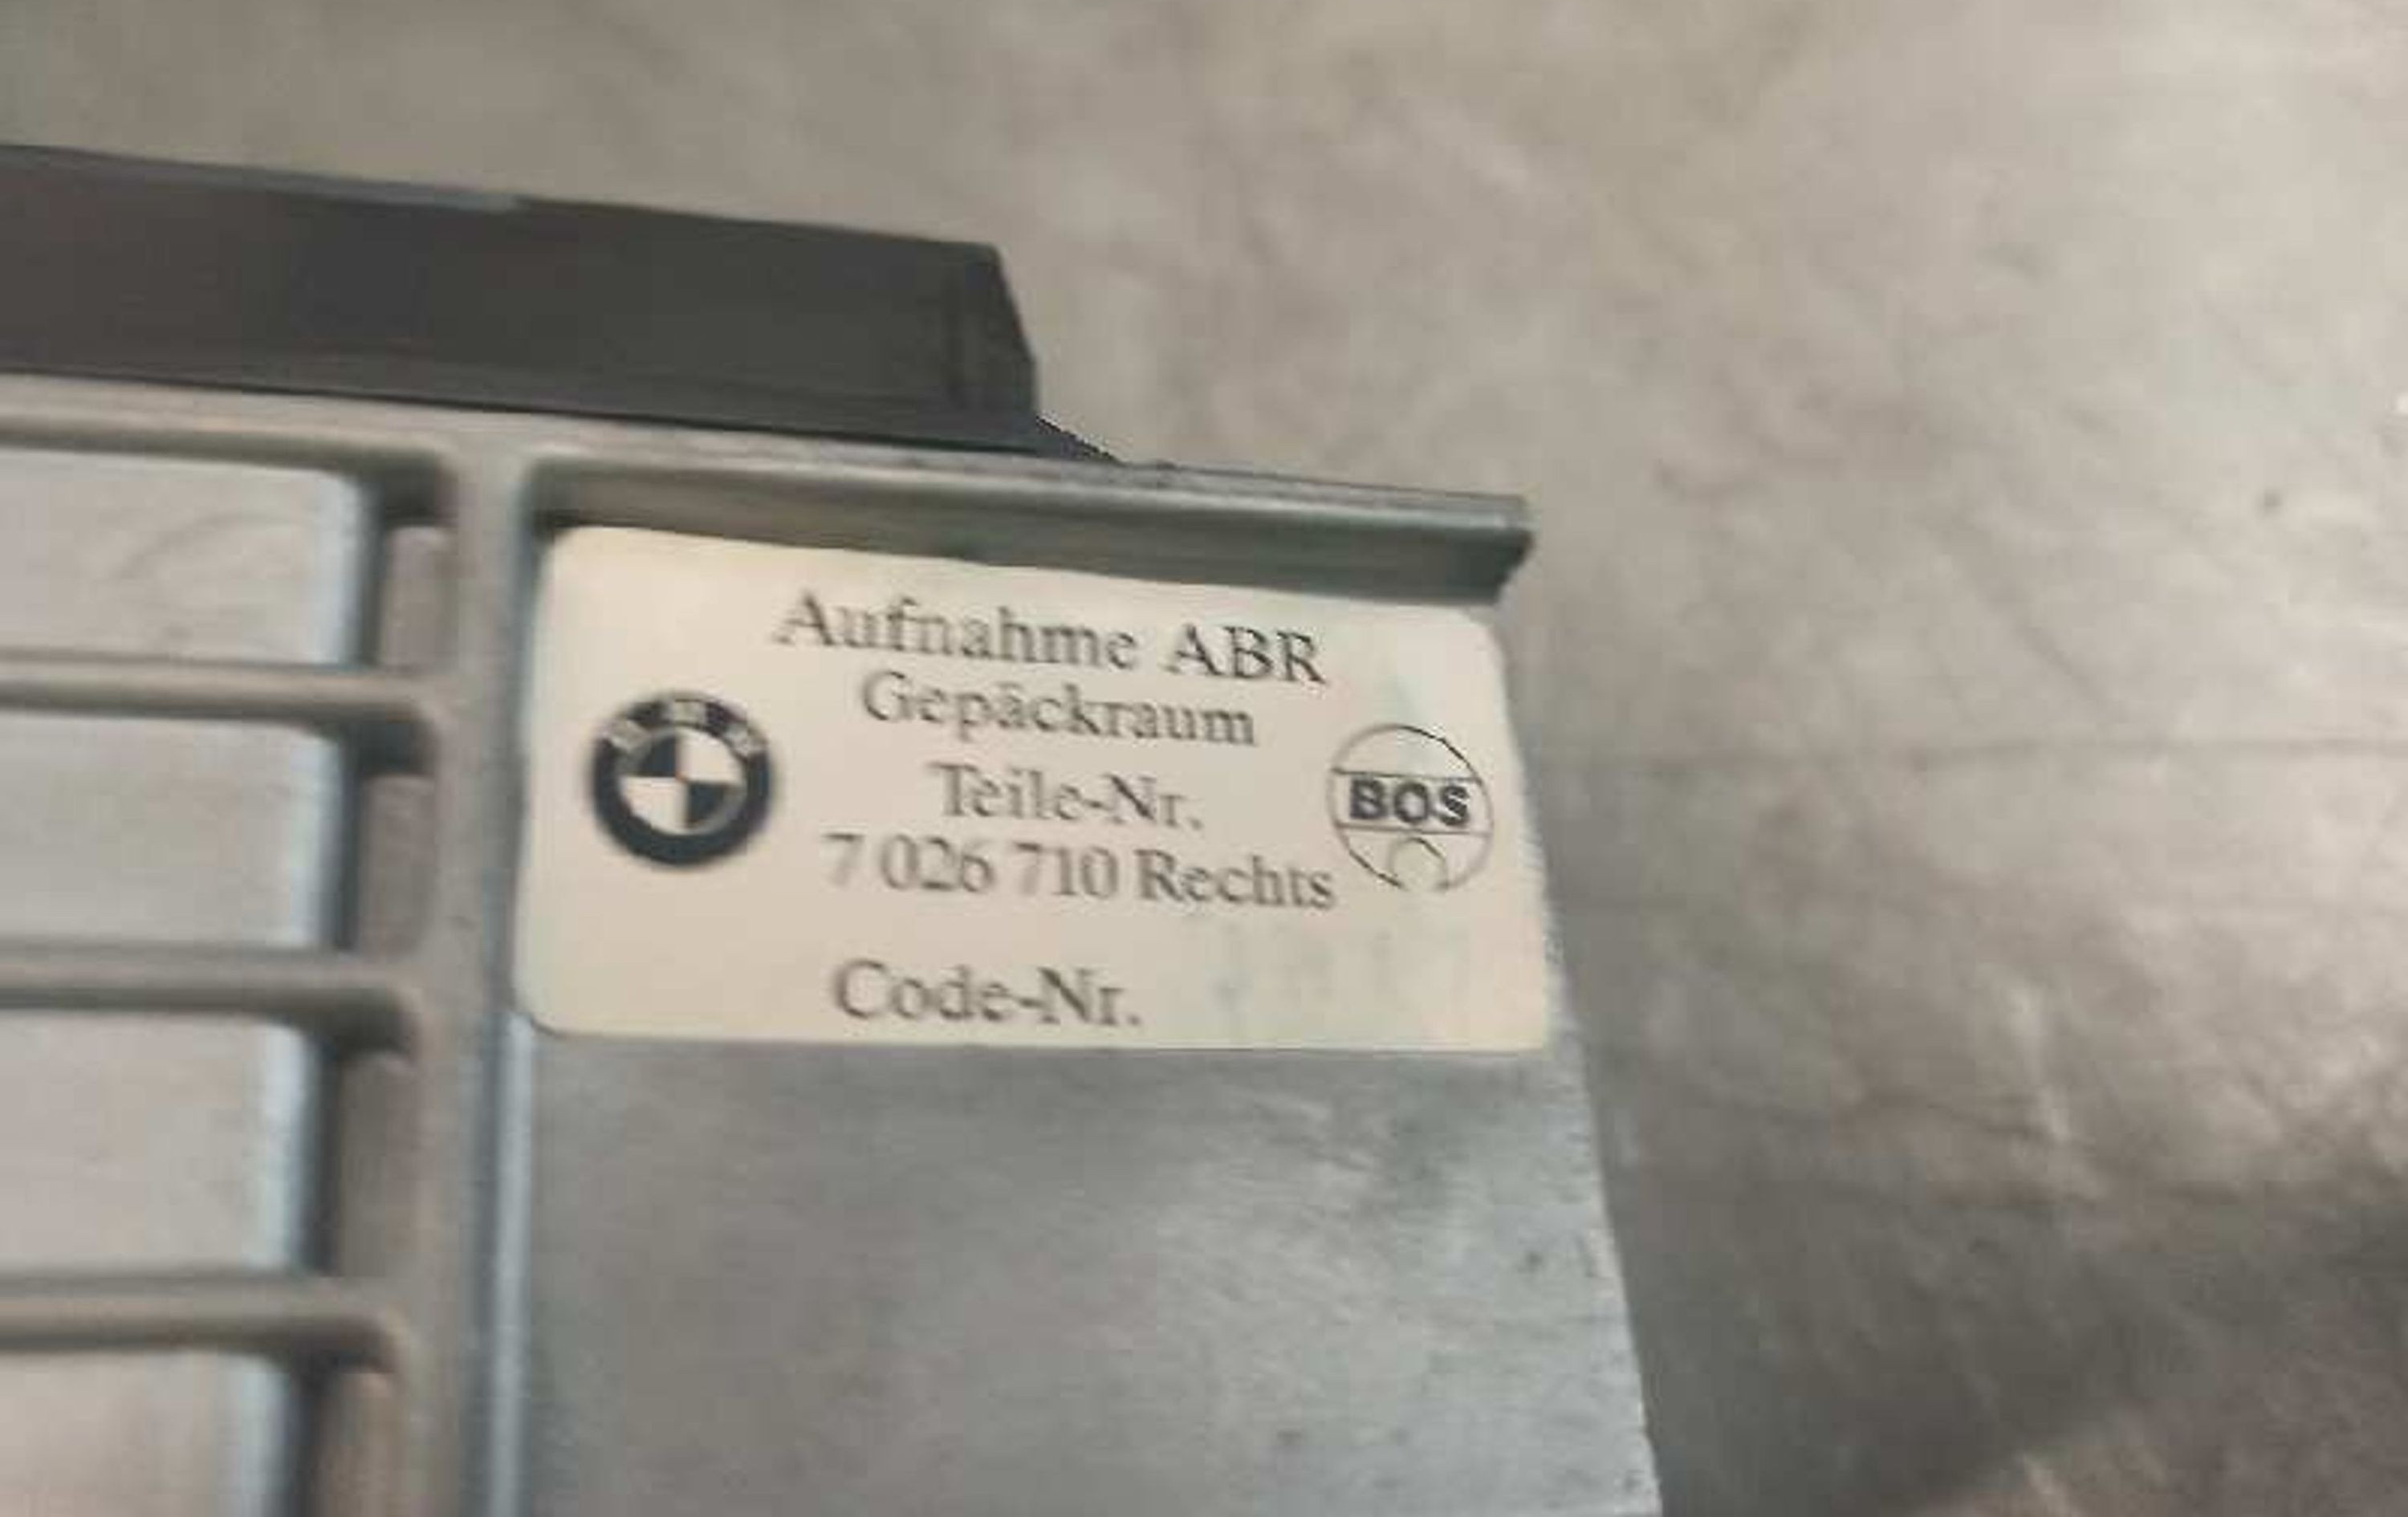 Aufnahme ABR
Gepäckraum
Teile-Nr.
7 026 710 Rechts
BOS
Code-Nr.